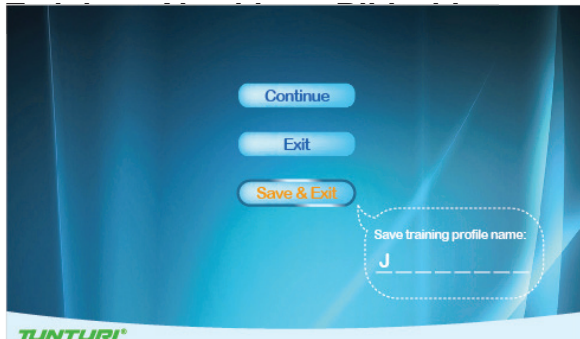 Continue
Exit
Save & Exit
Save training profile name:
J _ _ _ _ _ _ _
TUNTURI®